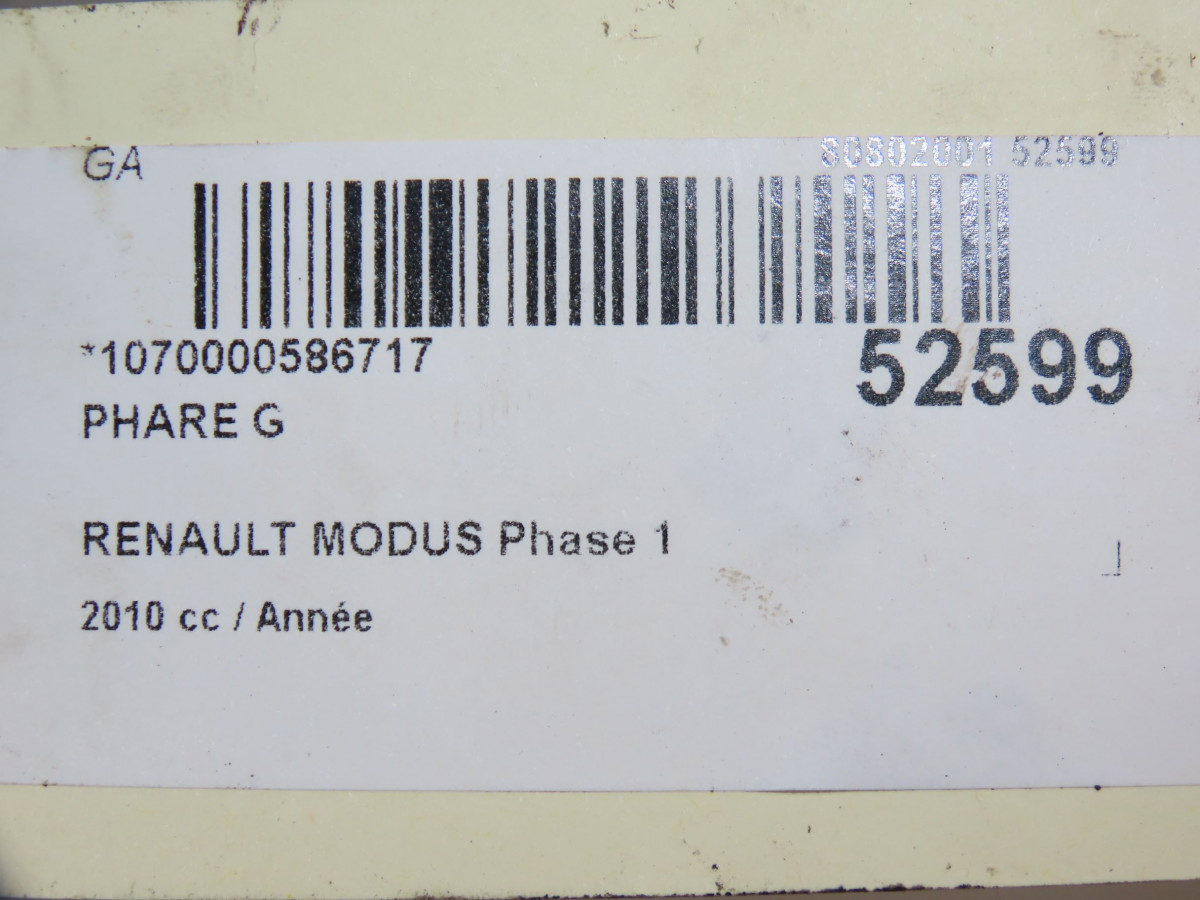 GA
80802001 52599
*1070000586717
52599
PHARE G
RENAULT MODUS Phase 1
2010 cc / Année